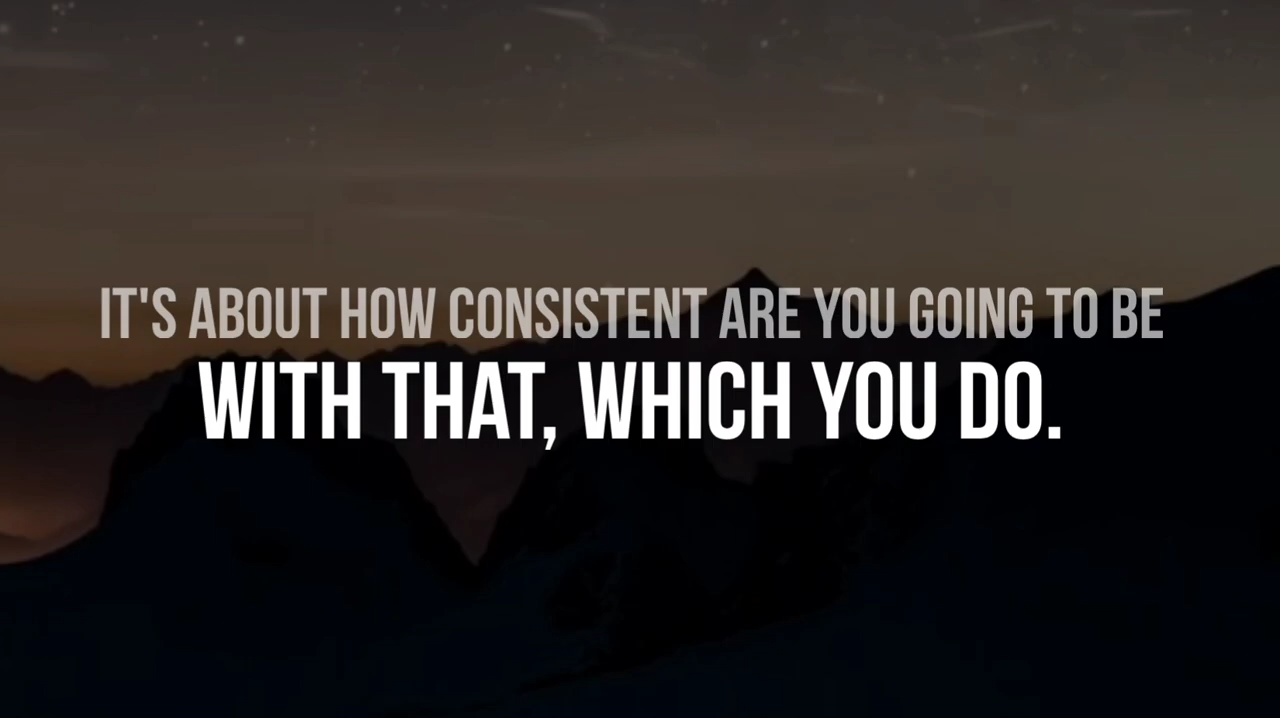 IT'S ABOUT HOW CONSISTENT ARE YOU GOING TO BE
WITH THAT, WHICH YOU DO.